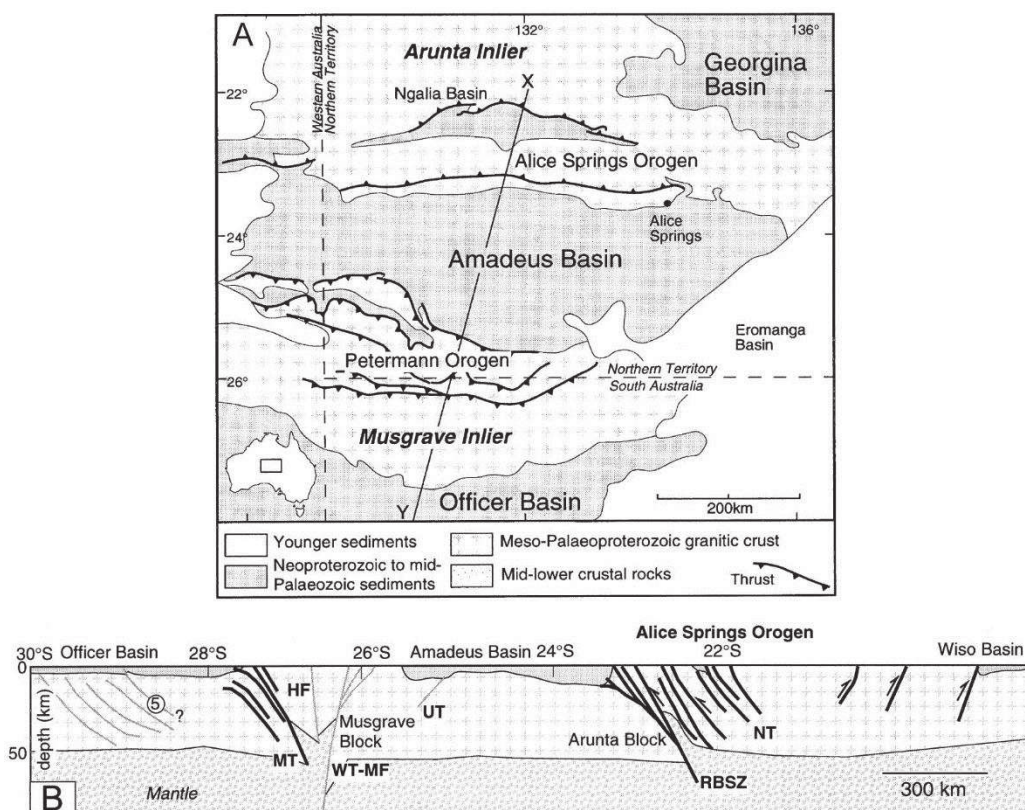 A
132°
136°
Arunta Inlier
Georgina
Basin
Western Australia
Northern Territory
X
22°
Ngalia Basin
Alice Springs Orogen
Alice
Springs
24°
Amadeus Basin
Eromanga
Basin
Petermann Orogen
Northern Territory
South Australia
26°
Musgrave Inlier
Officer Basin
Y
200km
Younger sediments
Meso-Palaeoproterozoic granitic crust
Neoproterozoic to mid-
Palaeozoic sediments
Mid-lower crustal rocks
Thrust
Alice Springs Orogen
30°S Officer Basin 28°S 26°S Amadeus Basin 24°S 22°S Wiso Basin
0
depth (km)
50
5
?
HF
MT
Musgrave
Block
WT-MF
UT
Arunta Block
RBSZ
NT
300 km
Mantle
B